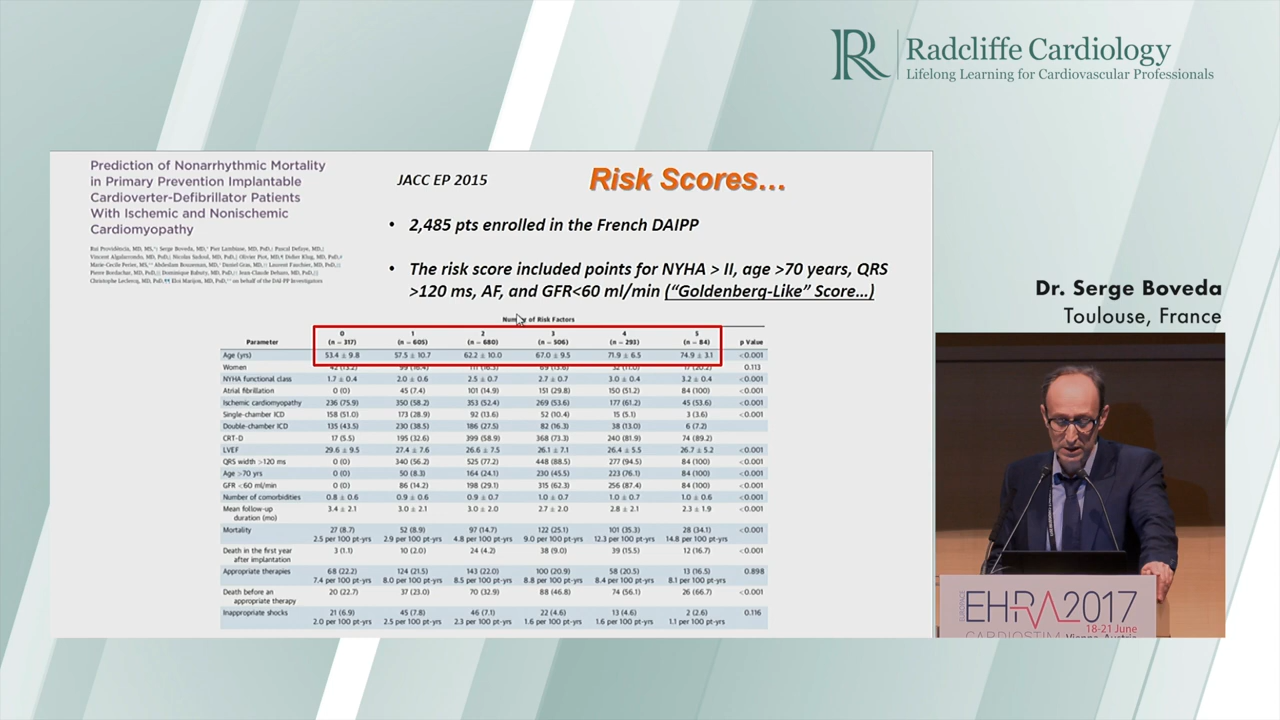 Radcliffe Cardiology
Lifelong Learning for Cardiovascular Professionals
Prediction of Nonarrhythmic Mortality
in Primary Prevention Implantable
Cardioverter-Defibrillator Patients
With Ischemic and Nonischemic
Cardiomyopathy
JACC EP 2015
Risk Scores…
• 2,485 pts enrolled in the French DAIPP
• The risk score included points for NYHA > II, age >70 years, QRS
>120 ms, AF, and GFR<60 ml/min (“Goldenberg-Like” Score…)
Number of Risk Factors
Parameter 0 (n = 317) 1 (n = 605) 2 (n = 680) 3 (n = 506) 4 (n = 293) 5 (n = 84) p Value
Age (yrs) 53.4 ± 9.8 57.5 ± 10.7 62.2 ± 10.0 67.0 ± 9.5 71.9 ± 6.5 74.9 ± 3.1 <0.001
Women 0.113
NYHA functional class 1.7 ± 0.4 2.0 ± 0.6 2.5 ± 0.7 2.7 ± 0.7 3.0 ± 0.4 3.2 ± 0.4 <0.001
Atrial fibrillation 0 (0) 45 (7.4) 101 (14.9) 151 (29.8) 150 (51.2) 84 (100) <0.001
Ischemic cardiomyopathy 236 (75.9) 350 (58.2) 353 (52.4) 269 (53.6) 177 (61.2) 45 (53.6) <0.001
Single-chamber ICD 158 (51.0) 173 (28.9) 92 (13.6) 52 (10.4) 15 (5.1) 3 (3.6) <0.001
Double-chamber ICD 135 (43.5) 230 (38.5) 186 (27.5) 82 (16.3) 38 (13.0) 6 (7.2)
CRT-D 17 (5.5) 195 (32.6) 399 (58.9) 368 (73.3) 240 (81.9) 74 (89.2)
LVEF 29.6 ± 9.5 27.4 ± 7.6 26.6 ± 7.5 26.1 ± 7.1 26.4 ± 5.5 26.7 ± 5.2 <0.001
QRS width >120 ms 0 (0) 340 (56.2) 525 (77.2) 448 (88.5) 277 (94.5) 84 (100) <0.001
Age >70 yrs 0 (0) 50 (8.3) 164 (24.1) 230 (45.5) 223 (76.1) 84 (100) <0.001
GFR <60 ml/min 0 (0) 86 (14.2) 198 (29.1) 315 (62.3) 256 (87.4) 84 (100) <0.001
Number of comorbidities 0.8 ± 0.6 0.9 ± 0.6 0.9 ± 0.7 1.0 ± 0.7 1.0 ± 0.7 1.0 ± 0.6 <0.001
Mean follow-up 3.4 ± 2.1 3.0 ± 2.1 3.0 ± 2.0 2.7 ± 2.0 2.8 ± 2.1 2.3 ± 1.9 <0.001
duration (mo)
Mortality 27 (8.7) 52 (8.9) 97 (14.7) 122 (25.1) 101 (35.3) 28 (34.1) <0.001
2.5 per 100 pt-yrs 2.9 per 100 pt-yrs 4.8 per 100 pt-yrs 9.0 per 100 pt-yrs 12.3 per 100 pt-yrs 14.8 per 100 pt-yrs
Death in the first year 3 (1.1) 10 (2.0) 24 (4.2) 38 (9.0) 39 (15.5) 12 (16.7) <0.001
after implantation
Appropriate therapies 68 (22.2) 124 (21.5) 143 (22.0) 100 (20.9) 58 (20.5) 13 (16.5) 0.898
7.4 per 100 pt-yrs 8.0 per 100 pt-yrs 8.5 per 100 pt-yrs 8.8 per 100 pt-yrs 8.4 per 100 pt-yrs 8.1 per 100 pt-yrs
Death before an 20 (22.7) 37 (23.0) 70 (32.9) 88 (46.8) 74 (56.1) 26 (66.7) <0.001
appropriate therapy
Inappropriate shocks 21 (6.9) 45 (7.8) 46 (7.1) 22 (4.6) 13 (4.6) 2 (2.6) 0.116
2.0 per 100 pt-yrs 2.5 per 100 pt-yrs 2.3 per 100 pt-yrs 1.6 per 100 pt-yrs 1.6 per 100 pt-yrs 1.1 per 100 pt-yrs
Dr. Serge Boveda
Toulouse, France
EUROPACE
EHRA2017
18-21 June
CARDIOSTIM Vienna, Austria